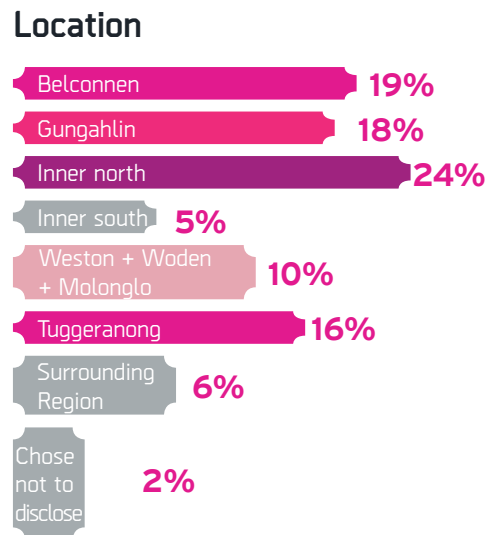 Location
Belconnen 19%
Gungahlin 18%
Inner north 24%
Inner south 5%
Weston + Woden
+ Molonglo 10%
Tuggeranong 16%
Surrounding
Region 6%
Chose
not to 2%
disclose